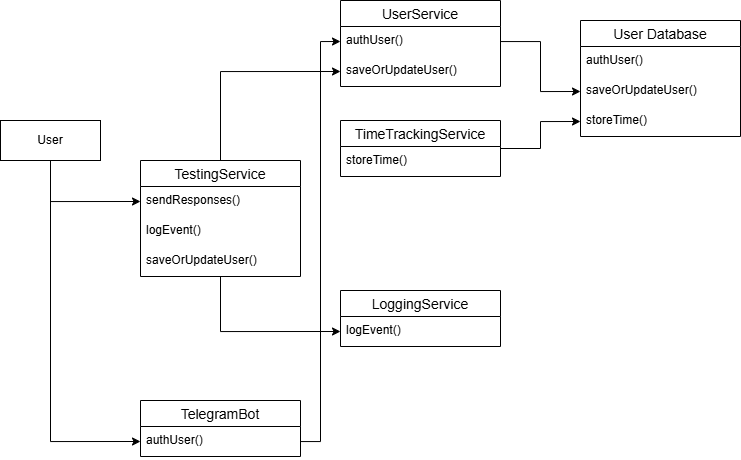 UserService
authUser()
saveOrUpdateUser()
User Database
authUser()
saveOrUpdateUser()
storeTime()
User
TimeTrackingService
storeTime()
TestingService
sendResponses()
logEvent()
saveOrUpdateUser()
LoggingService
logEvent()
TelegramBot
authUser()